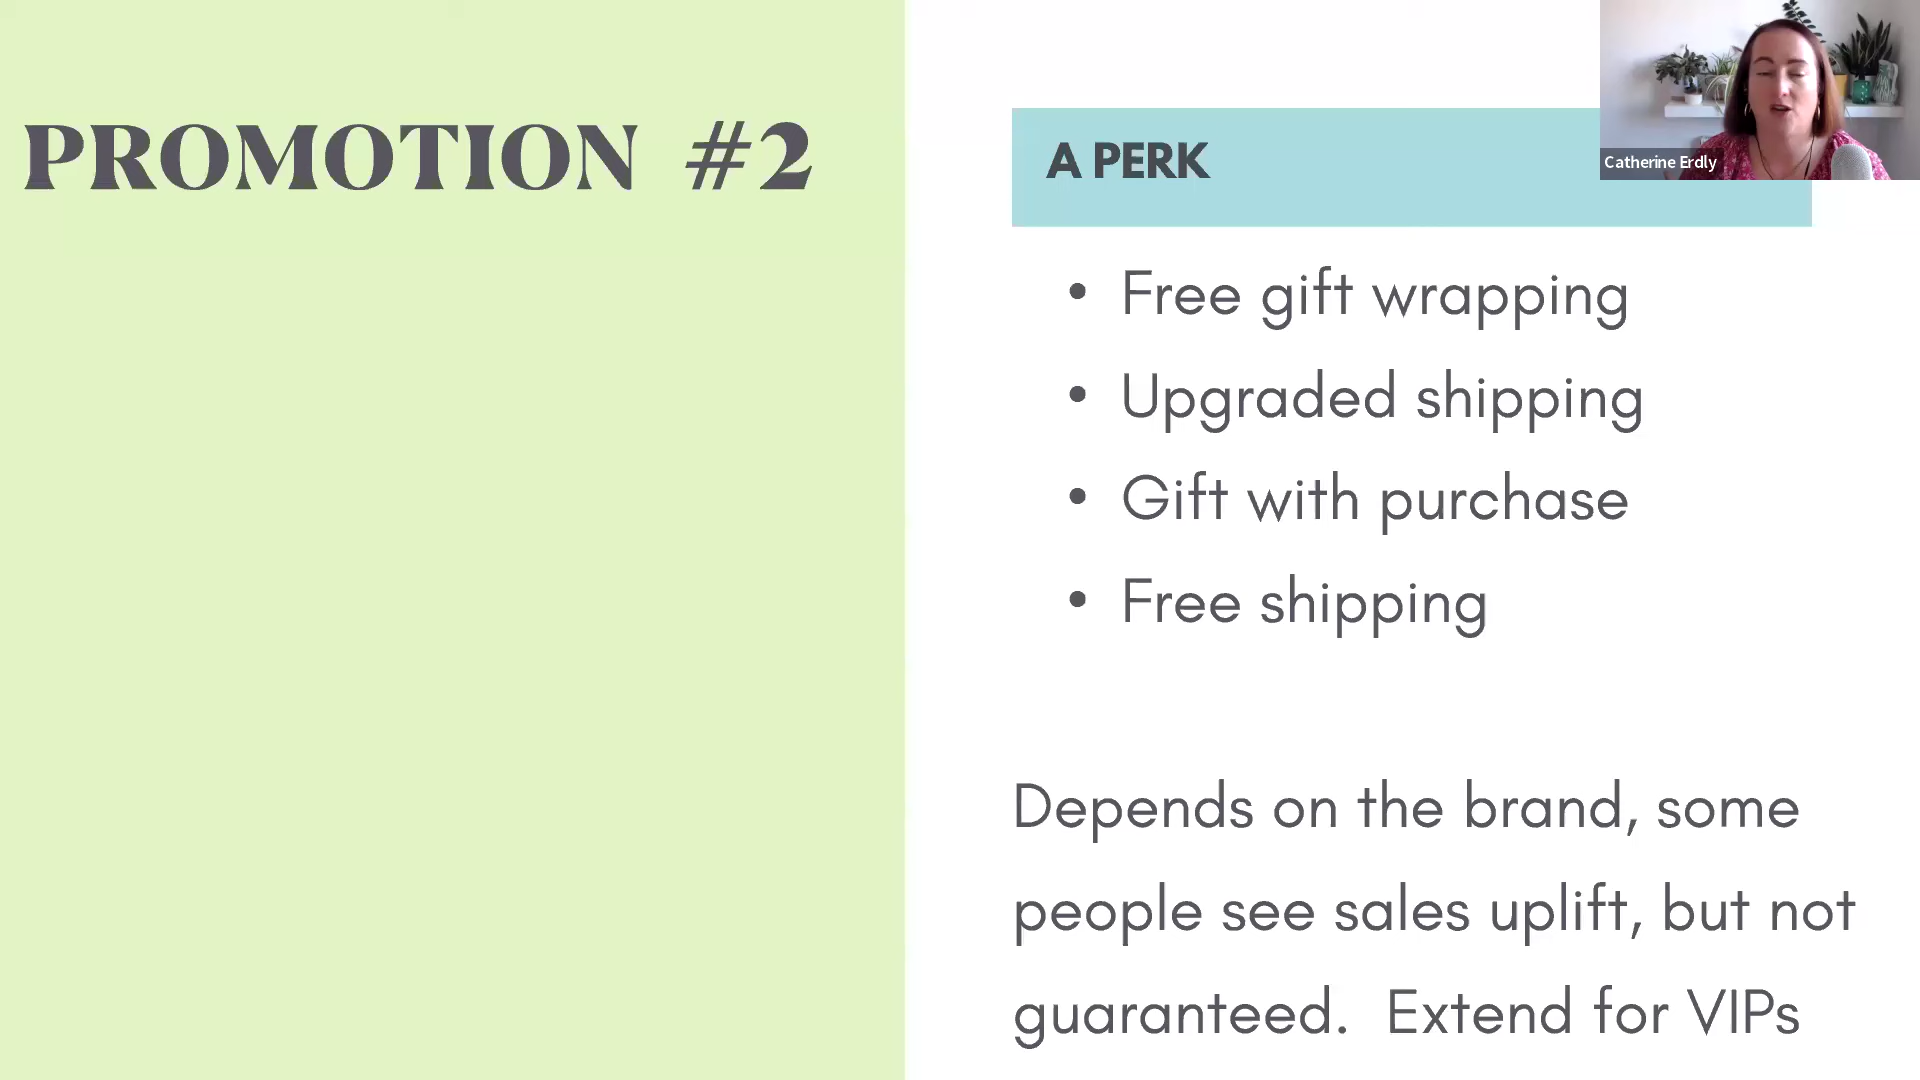 PROMOTION #2
A PERK
Catherine Erdly
• Free gift wrapping
• Upgraded shipping
• Gift with purchase
• Free shipping
Depends on the brand, some
people see sales uplift, but not
guaranteed.  Extend for VIPs